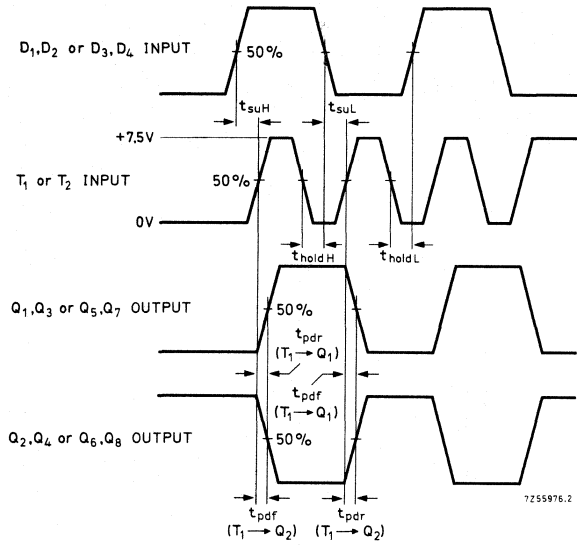 D1,D2 or D3,D4 INPUT
50%
tsuH
tsuL
+7.5V
T1 or T2 INPUT
50%
0V
tholdH
tholdL
Q1,Q3 or Q5,Q7 OUTPUT
50%
tpdr
(T1→Q1)
tpdf
(T1→Q1)
Q2,Q4 or Q6,Q8 OUTPUT
50%
7Z55976.2
tpdf
tpdr
(T1→Q2)
(T1→Q2)